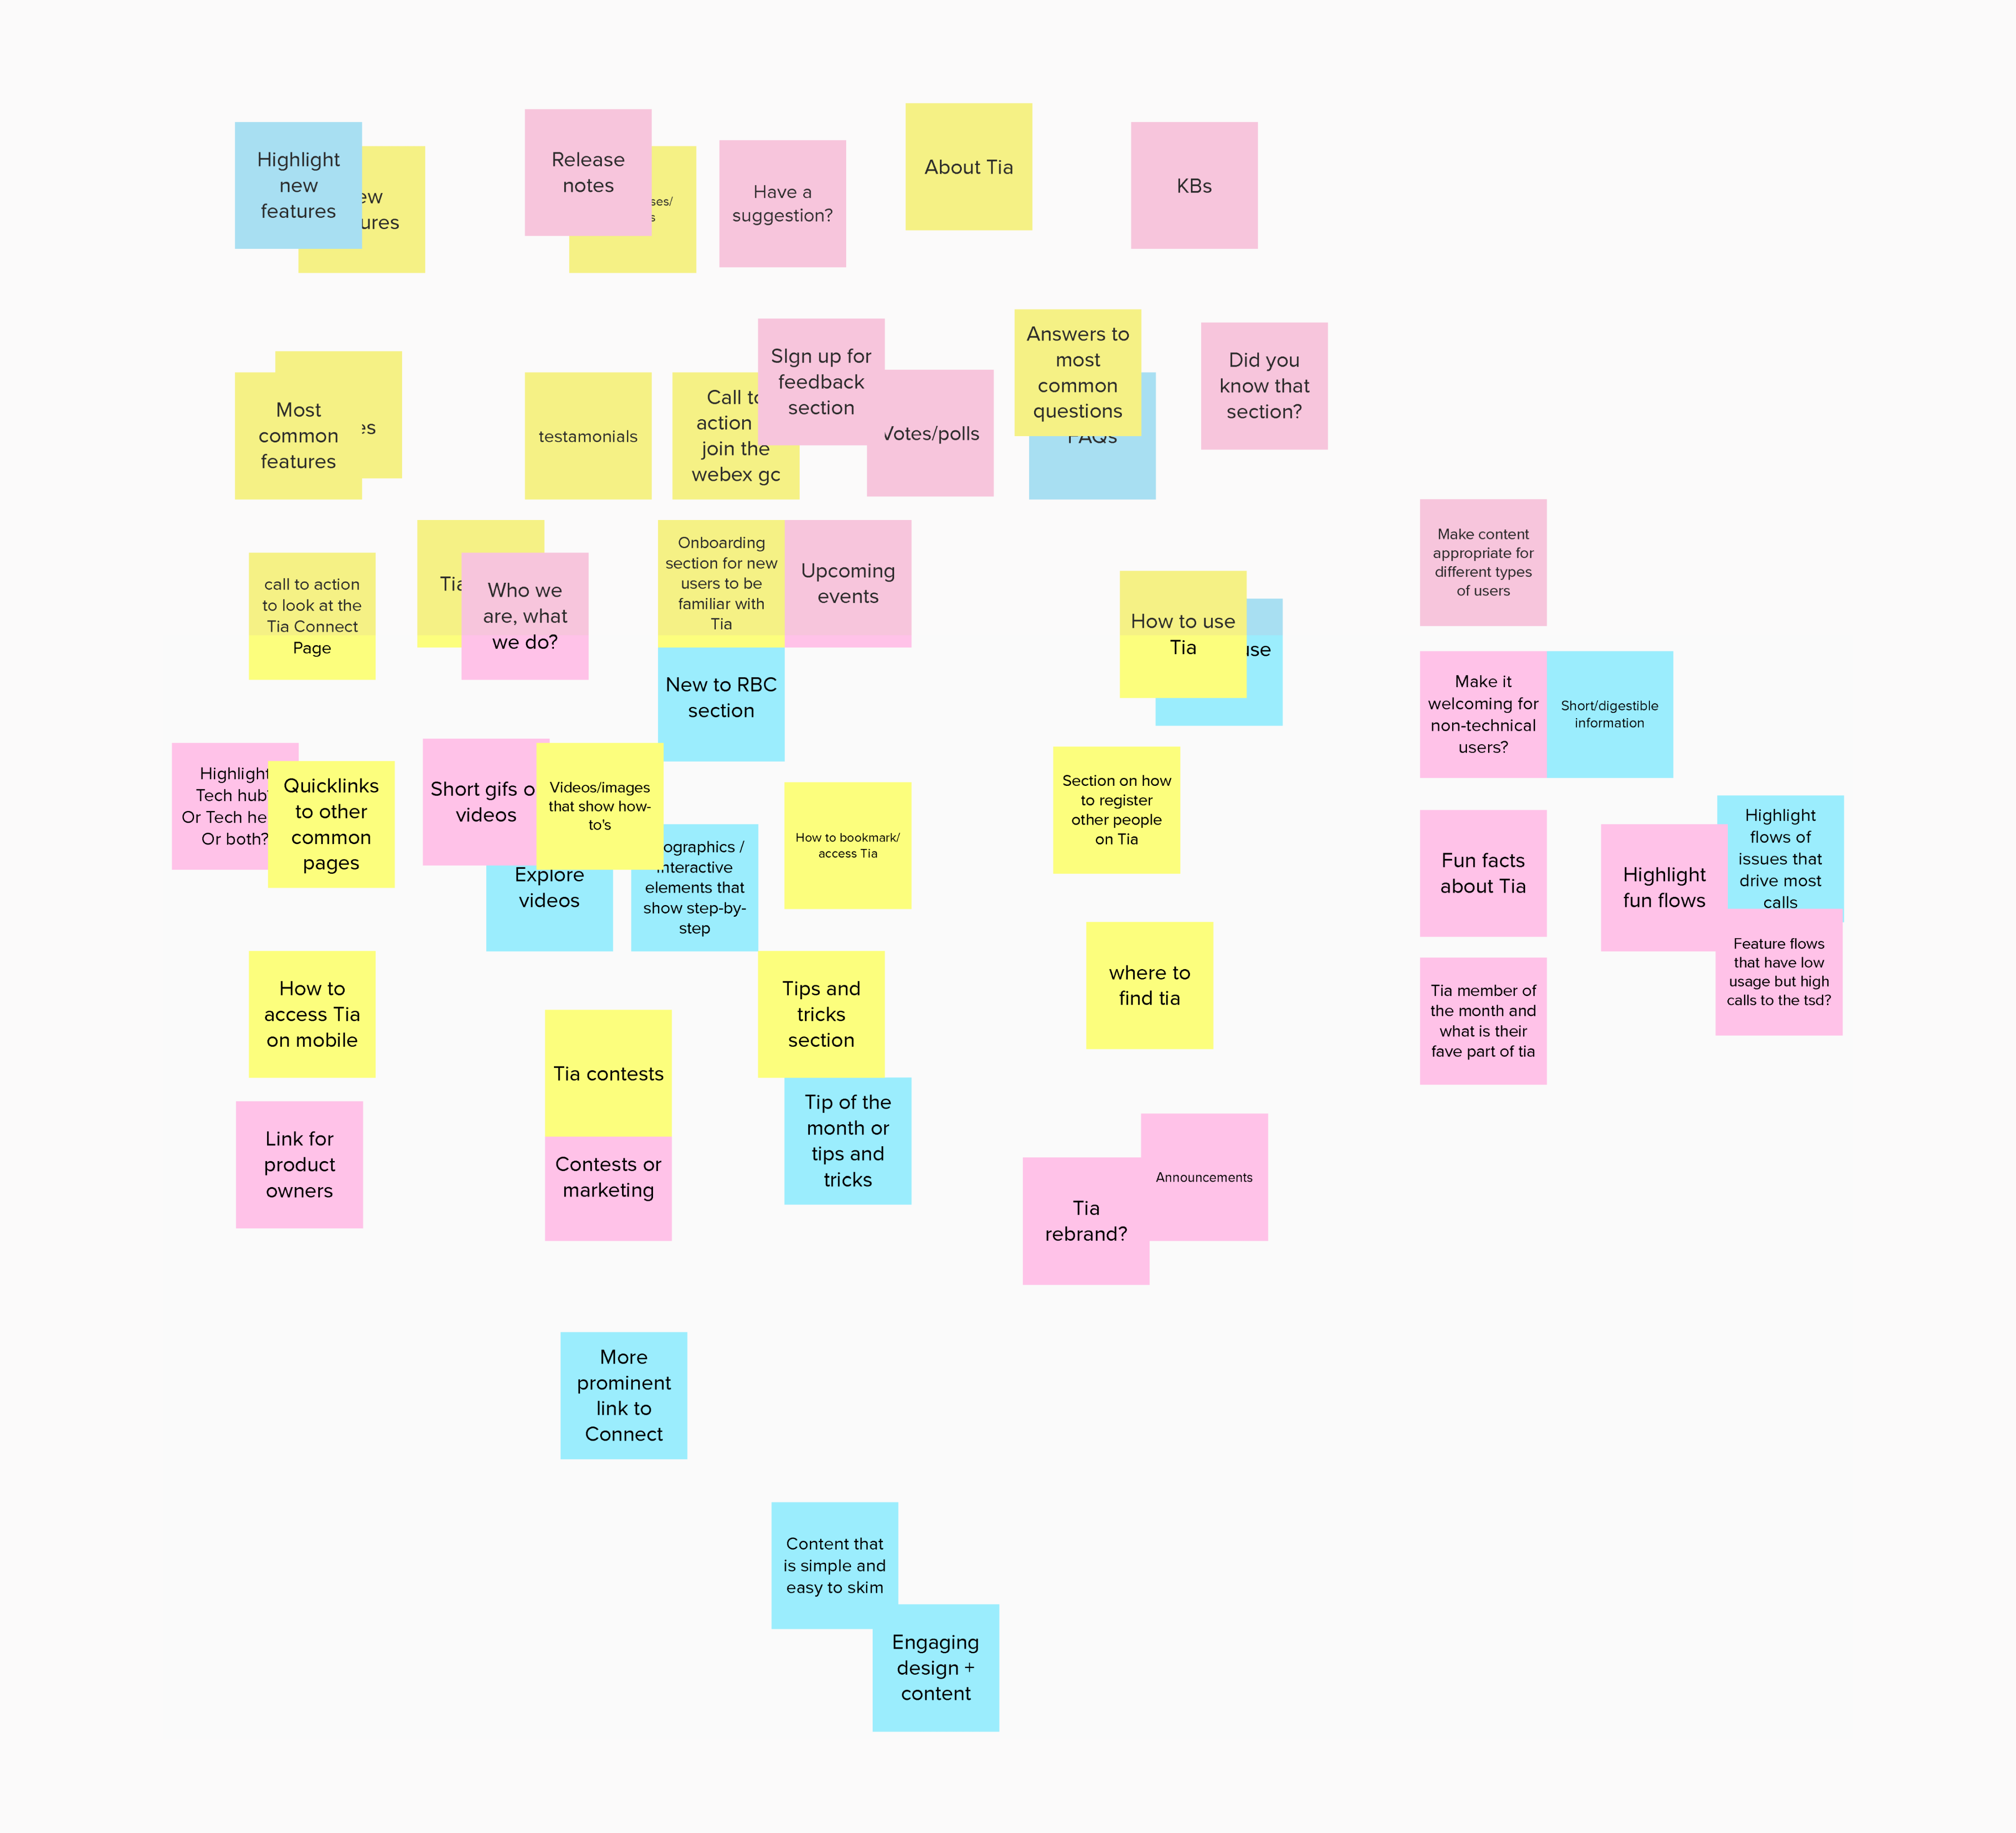 Highlight
new
features
Release
notes
Have a
suggestion?
About Tia
KBs
Most
common
features
testamonials
Call to
action
join the
webex gc
SIgn up for
feedback
section
Votes/polls
Answers to
most
common
questions
FAQs
Did you
know that
section?
call to action
to look at the
Tia Connect
Page
Who we
are, what
we do?
Onboarding
section for new
users to be
familiar with
Tia
Upcoming
events
New to RBC
section
How to use
Tia
use
Make content
appropriate for
different types
of users
Make it
welcoming for
non-technical
users?
Short/digestible
information
Highlight
Tech hub?
Or Tech
Or both?
Quicklinks
to other
common
pages
Short gifs
videos
Videos/images
that show how-
to's
Explore
videos
interactive
elements that
show step-by-
step
How to bookmark/
access Tia
Section on how
to register
other people
on Tia
Fun facts
about Tia
Highlight
fun flows
Highlight
flows of
issues that
drive most
calls
Feature flows
that have low
usage but high
calls to the tsd?
How to
access Tia
on mobile
Tia contests
Tips and
tricks
section
where to
find tia
Tia member of
the month and
what is their
fave part of tia
Link for
product
owners
Contests or
marketing
Tip of the
month or
tips and
tricks
Tia
rebrand?
Announcements
More
prominent
link to
Connect
Content that
is simple and
easy to skim
Engaging
design +
content